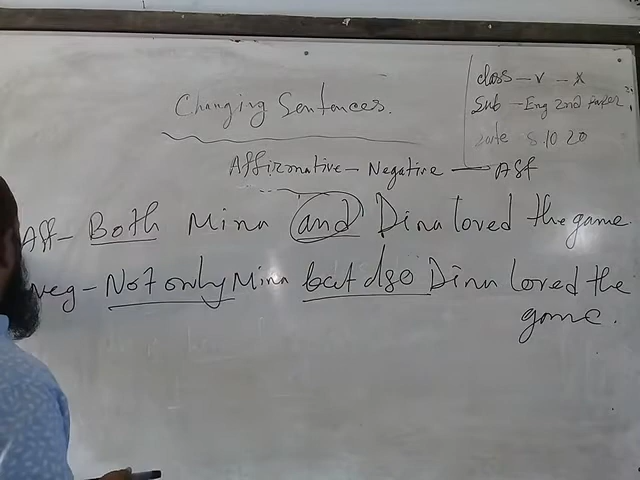 class - V - X
Sub - Eng 2nd Paper
Date 5.10 20
Changing Sentences.
Affirmative - Negative - Aff
Aff - Both Mina and Dina loved the game.
Neg - Not only Mina but also Dina loved the
game.